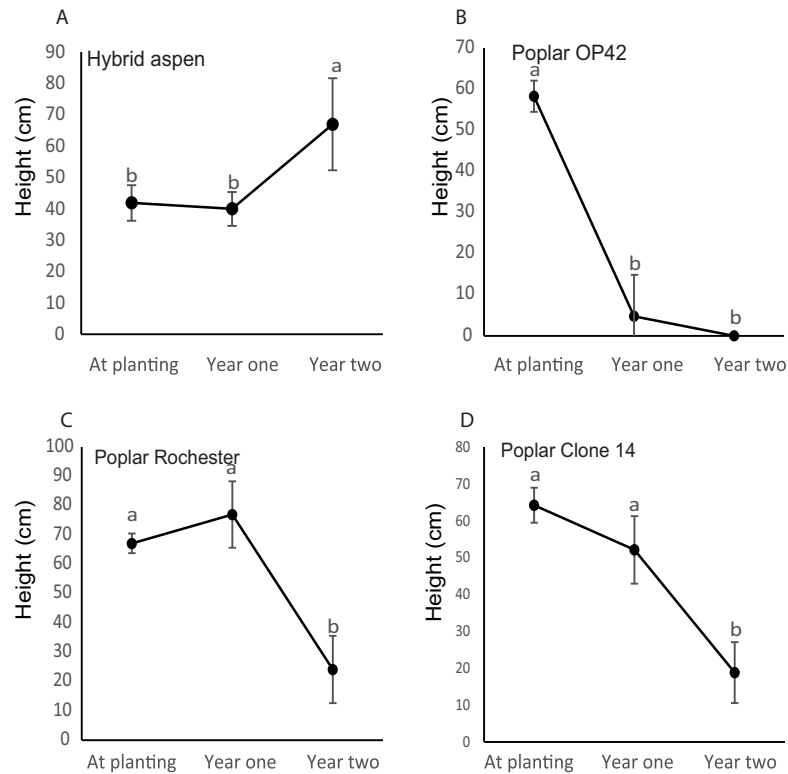 A
Hybrid aspen
Height (cm)
90
80
70
60
50
40
30
20
10
0
b
b
a
At planting Year one Year two
B
Poplar OP42
Height (cm)
70
60
50
40
30
20
10
0
a
b
b
At planting Year one Year two
C
Poplar Rochester
Height (cm)
100
90
80
70
60
50
40
30
20
10
0
a
a
b
At planting Year one Year two
D
Poplar Clone 14
Height (cm)
80
70
60
50
40
30
20
10
0
a
a
b
At planting Year one Year two